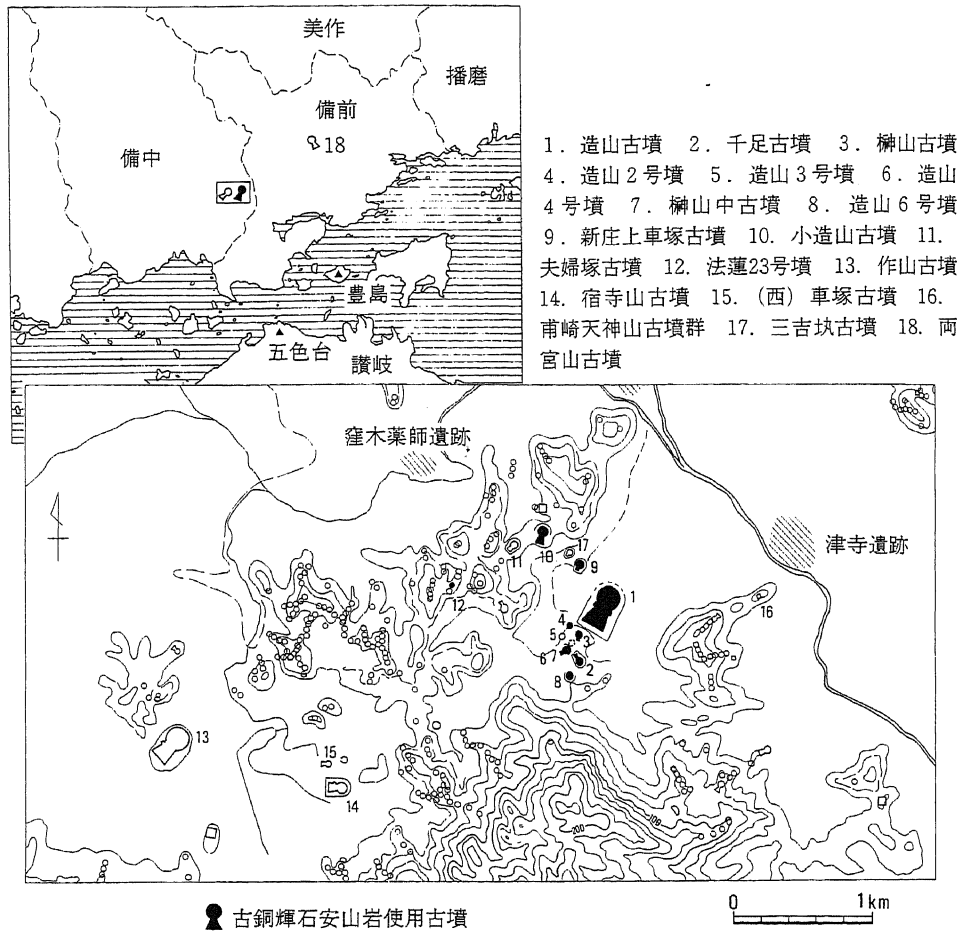 美作
播磨
備前
18
備中
豊島
五色台
讃岐
1. 造山古墳 2. 千足古墳 3. 榊山古墳
4. 造山2号墳 5. 造山3号墳 6. 造山
4号墳 7. 榊山中古墳 8. 造山6号墳
9. 新庄上車塚古墳 10. 小造山古墳 11.
夫婦塚古墳 12. 法蓮23号墳 13. 作山古墳
14. 宿寺山古墳 15. (西) 車塚古墳 16.
甫崎天神山古墳群 17. 三吉圦古墳 18. 両
宮山古墳
窪木薬師遺跡
津寺遺跡
10
11
17
9
12
1
16
4
5
3
6
7
2
8
13
15
14
200
100
古銅輝石安山岩使用古墳
0 1km